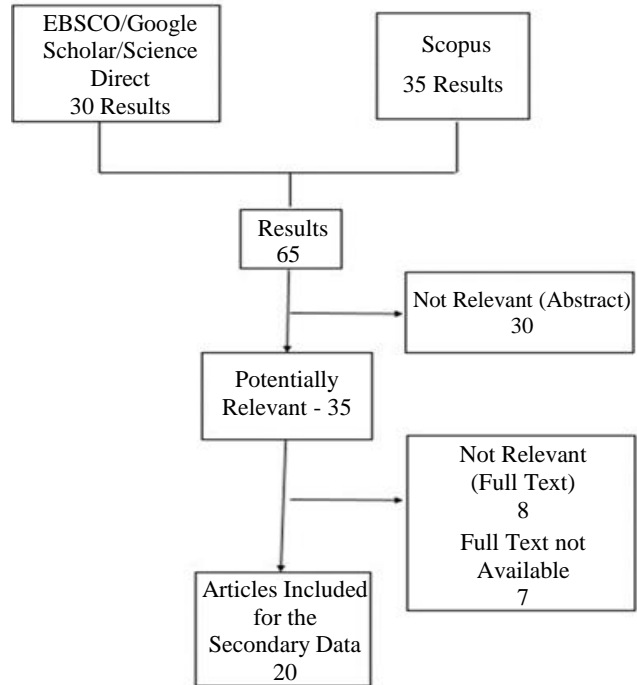 EBSCO/Google
Scholar/Science
Direct
30 Results
Scopus
35 Results
Results
65
Not Relevant (Abstract)
30
Potentially
Relevant - 35
Not Relevant
(Full Text)
8
Full Text not
Available
7
Articles Included
for the
Secondary Data
20